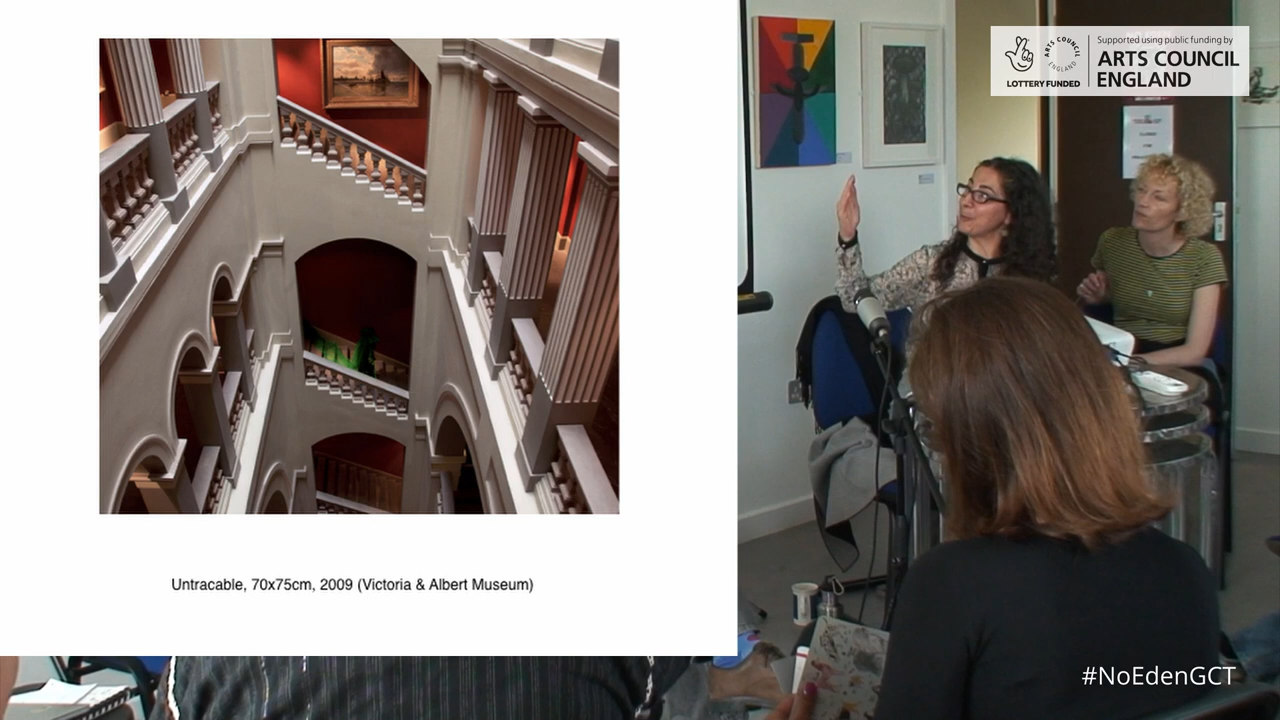 Supported using public funding by
ARTS COUNCIL
ENGLAND
LOTTERY FUNDED
ARTS COUNCIL ENGLAND
Untracable, 70x75cm, 2009 (Victoria & Albert Museum)
#NoEdenGCT